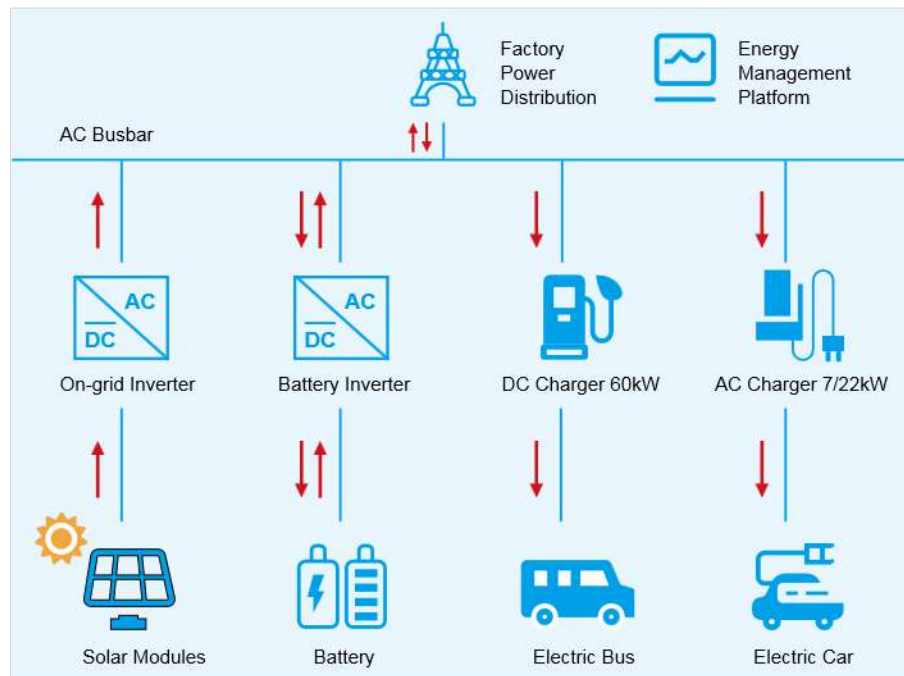 Factory
Power
Distribution
Energy
Management
Platform
AC Busbar
AC
DC
On-grid Inverter
AC
DC
Battery Inverter
DC Charger 60kW
AC Charger 7/22kW
Solar Modules
Battery
Electric Bus
Electric Car